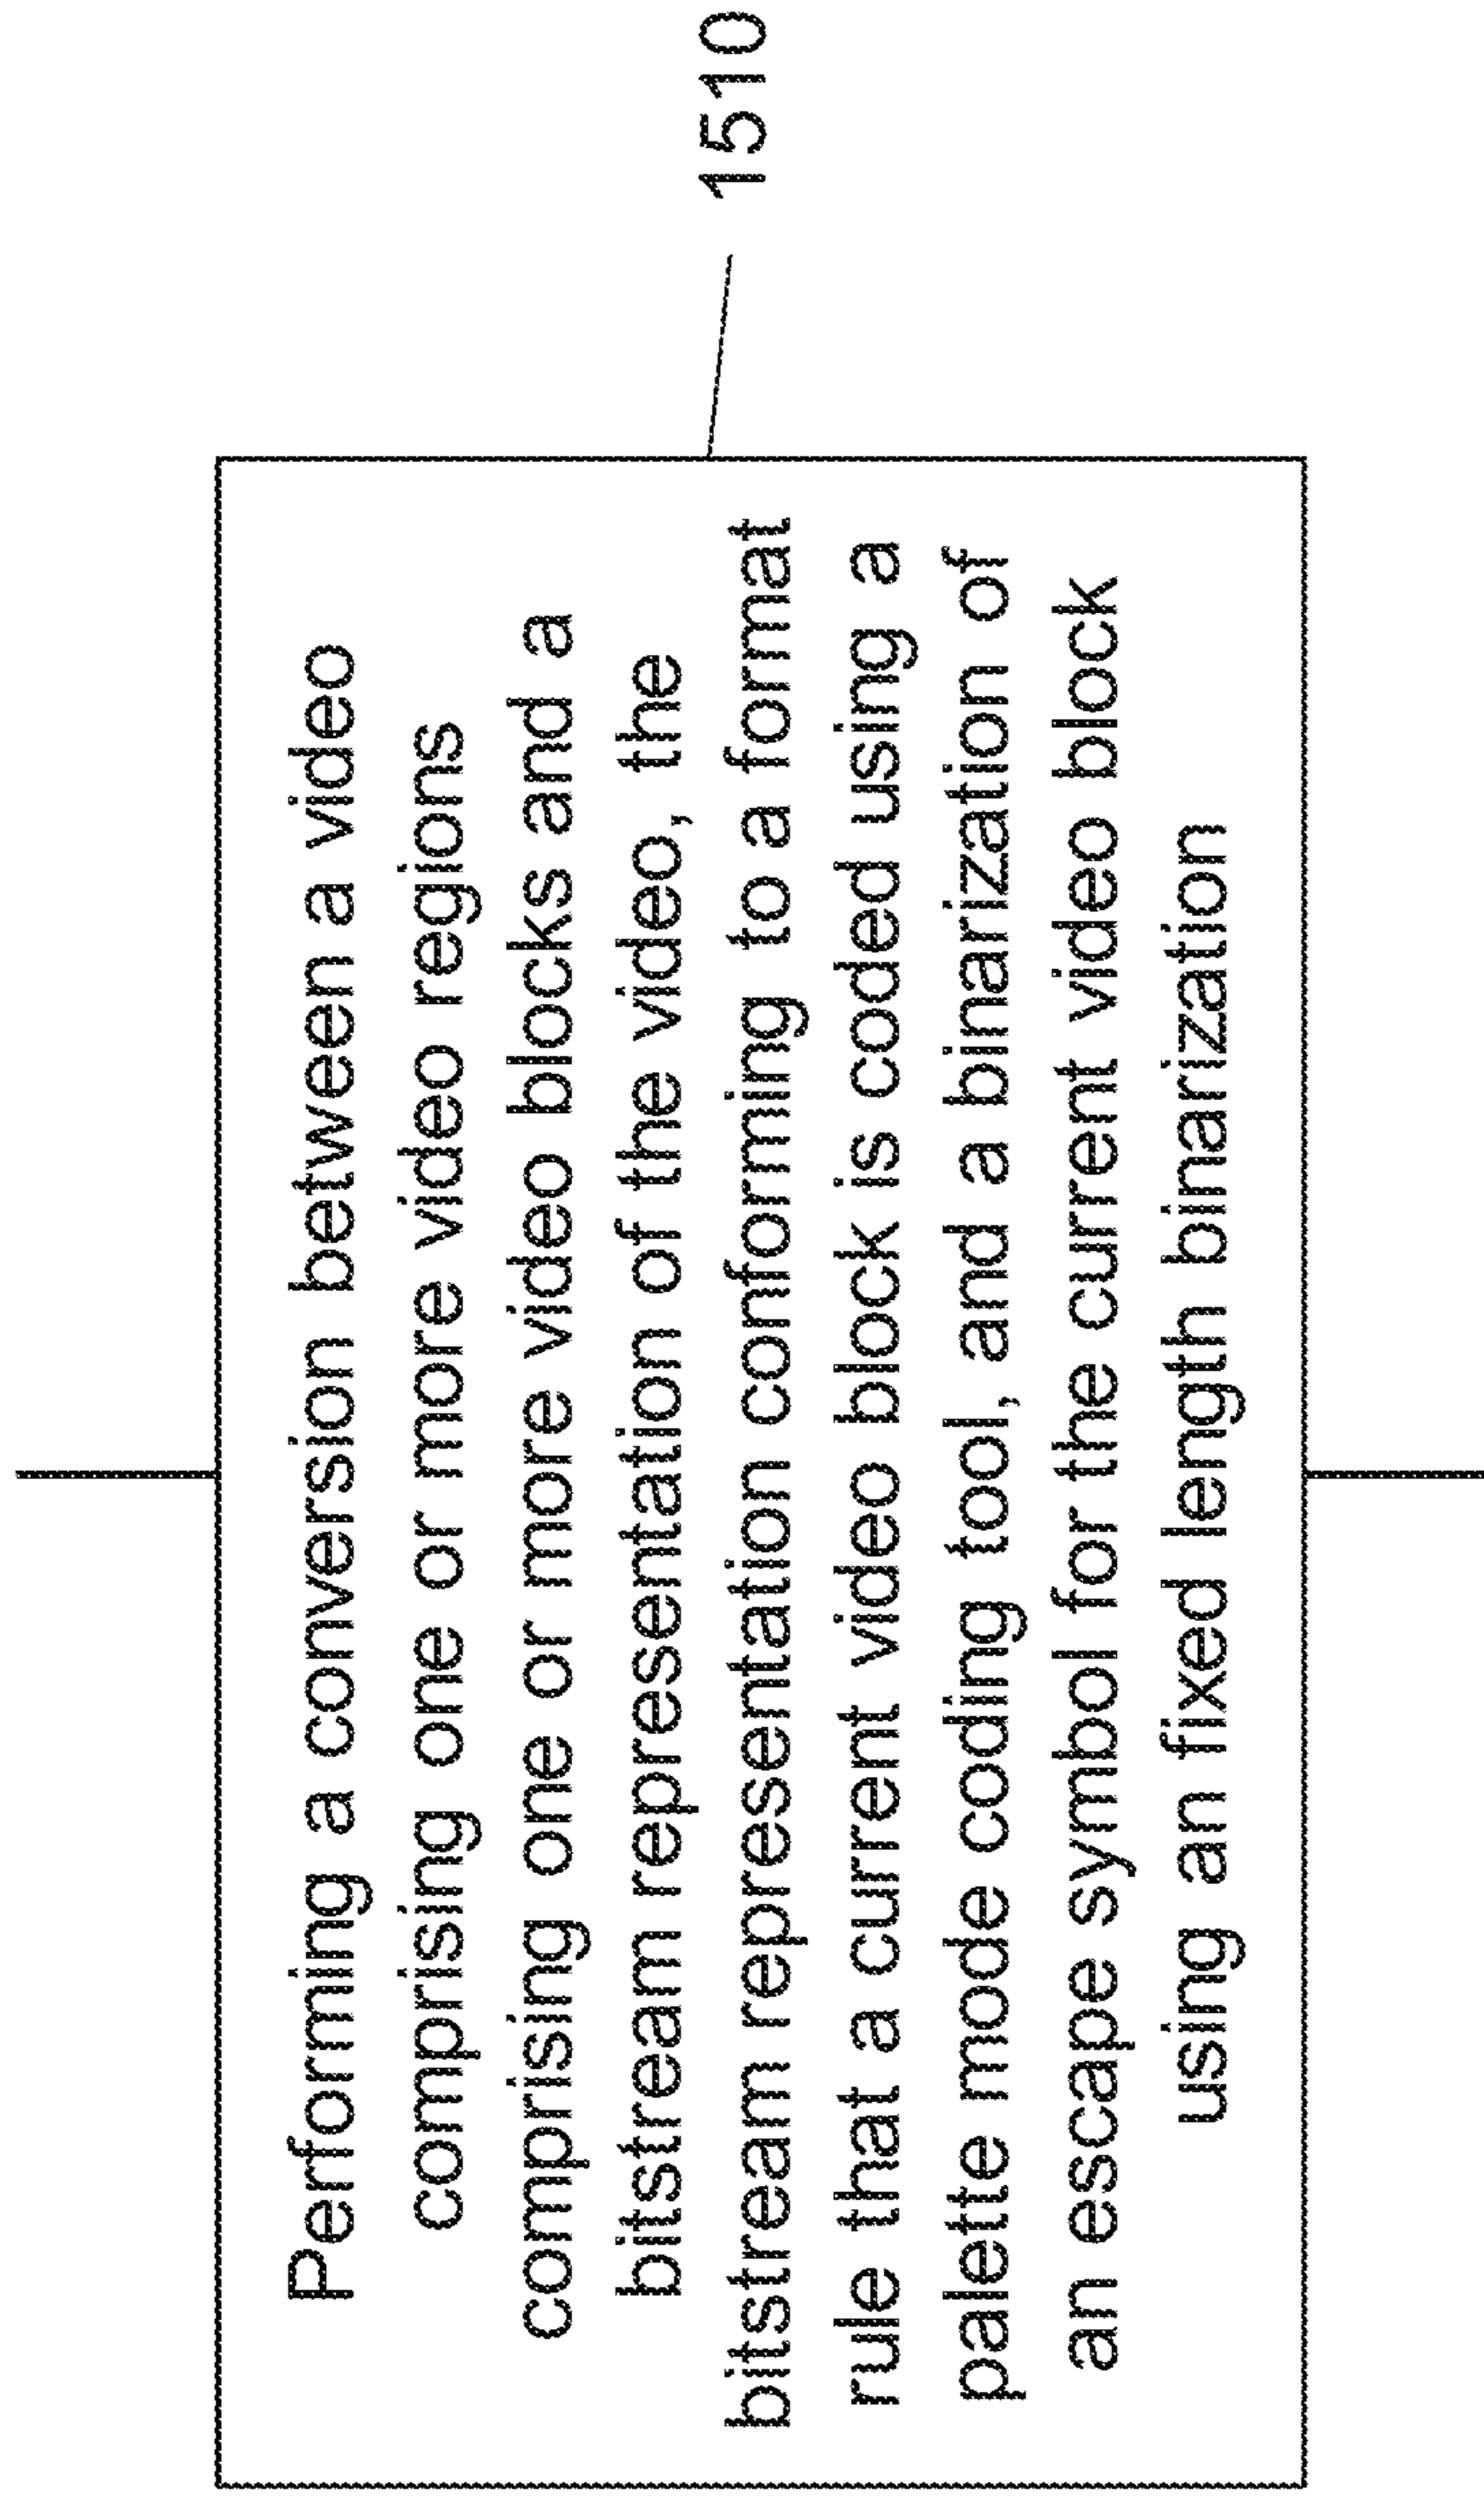 Performing a conversion between a video
comprising one or more video regions
comprising one or more video blocks and a
bitstream representation of the video, the
bitstream representation conforming to a format
rule that a current video block is coded using a
palette mode coding tool, and a binarization of
an escape symbol for the current video block
using an fixed length binarization
1510